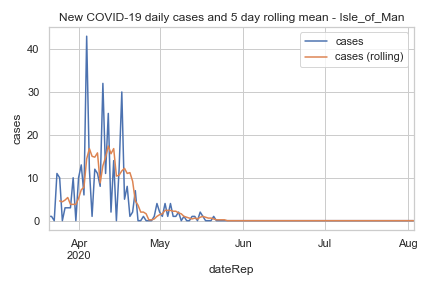 New COVID-19 daily cases and 5 day rolling mean - Isle_of_Man
cases
cases (rolling)
40
30
20
10
0
cases
Apr
2020
May
Jun
Jul
Aug
dateRep